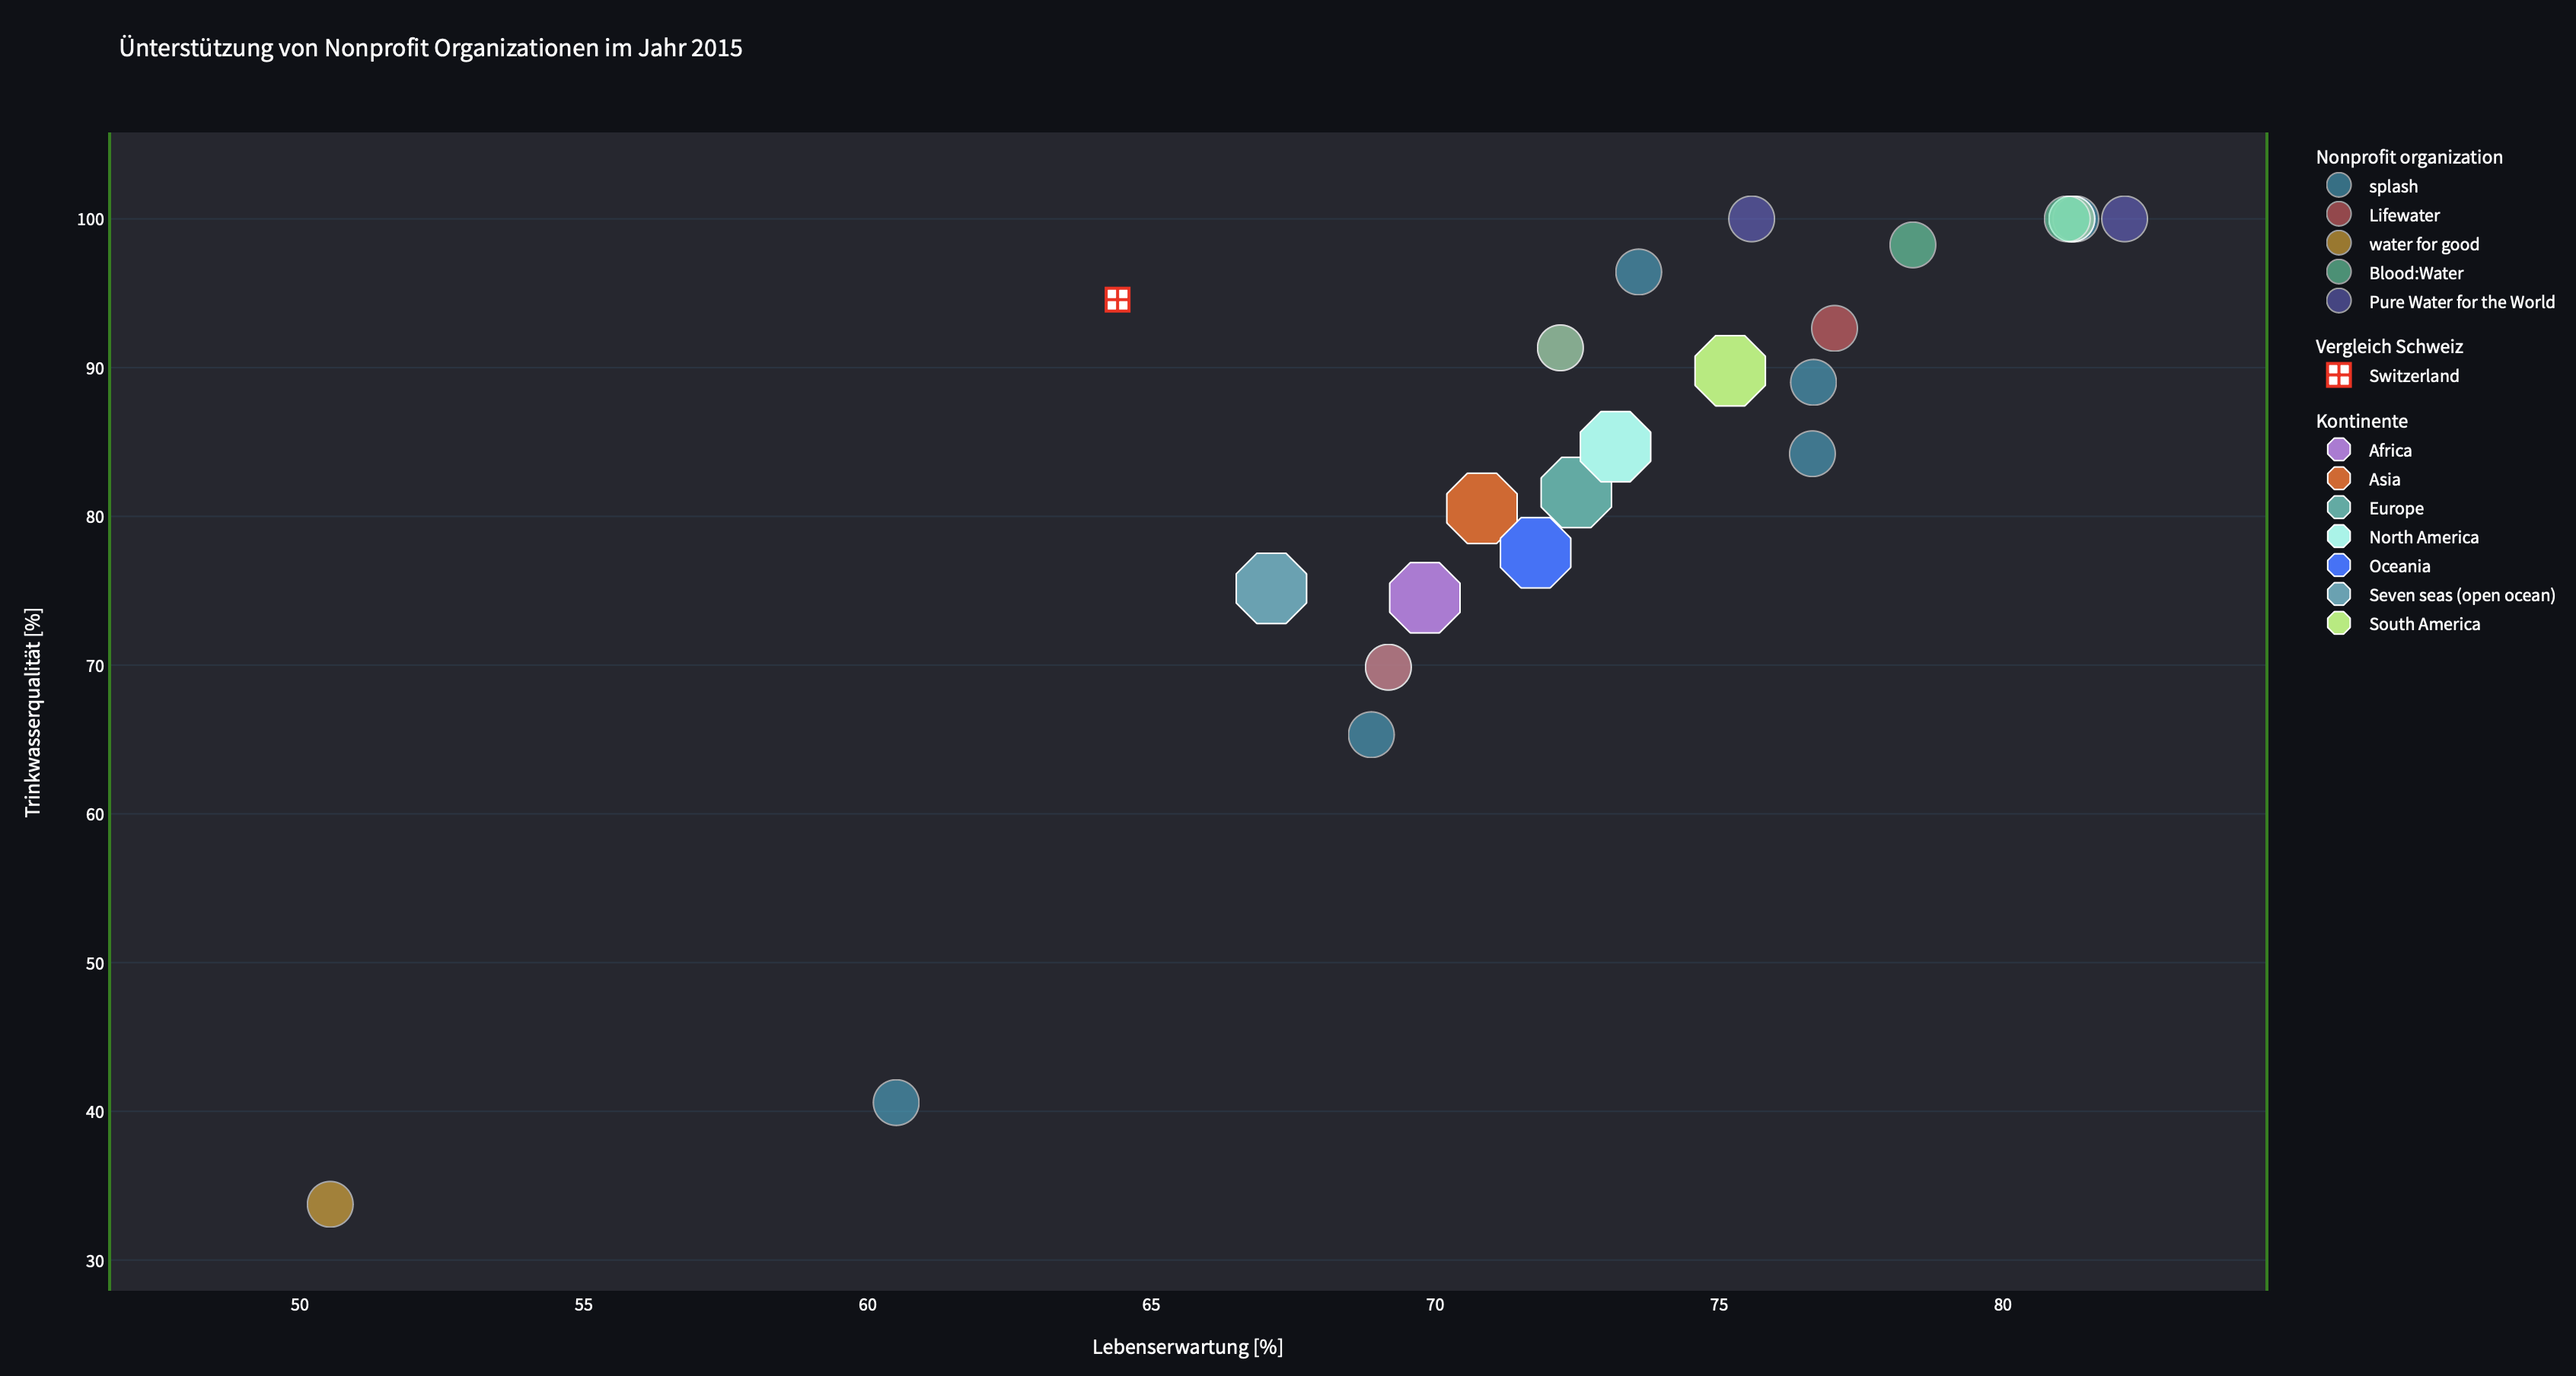 Ünterstützung von Nonprofit Organizationen im Jahr 2015
Trinkwasserqualität [%]
100
90
80
70
60
50
40
30
50
55
60
65
70
75
80
Lebenserwartung [%]
Nonprofit organization
splash
Lifewater
water for good
Blood:Water
Pure Water for the World
Vergleich Schweiz
Switzerland
Kontinente
Africa
Asia
Europe
North America
Oceania
Seven seas (open ocean)
South America